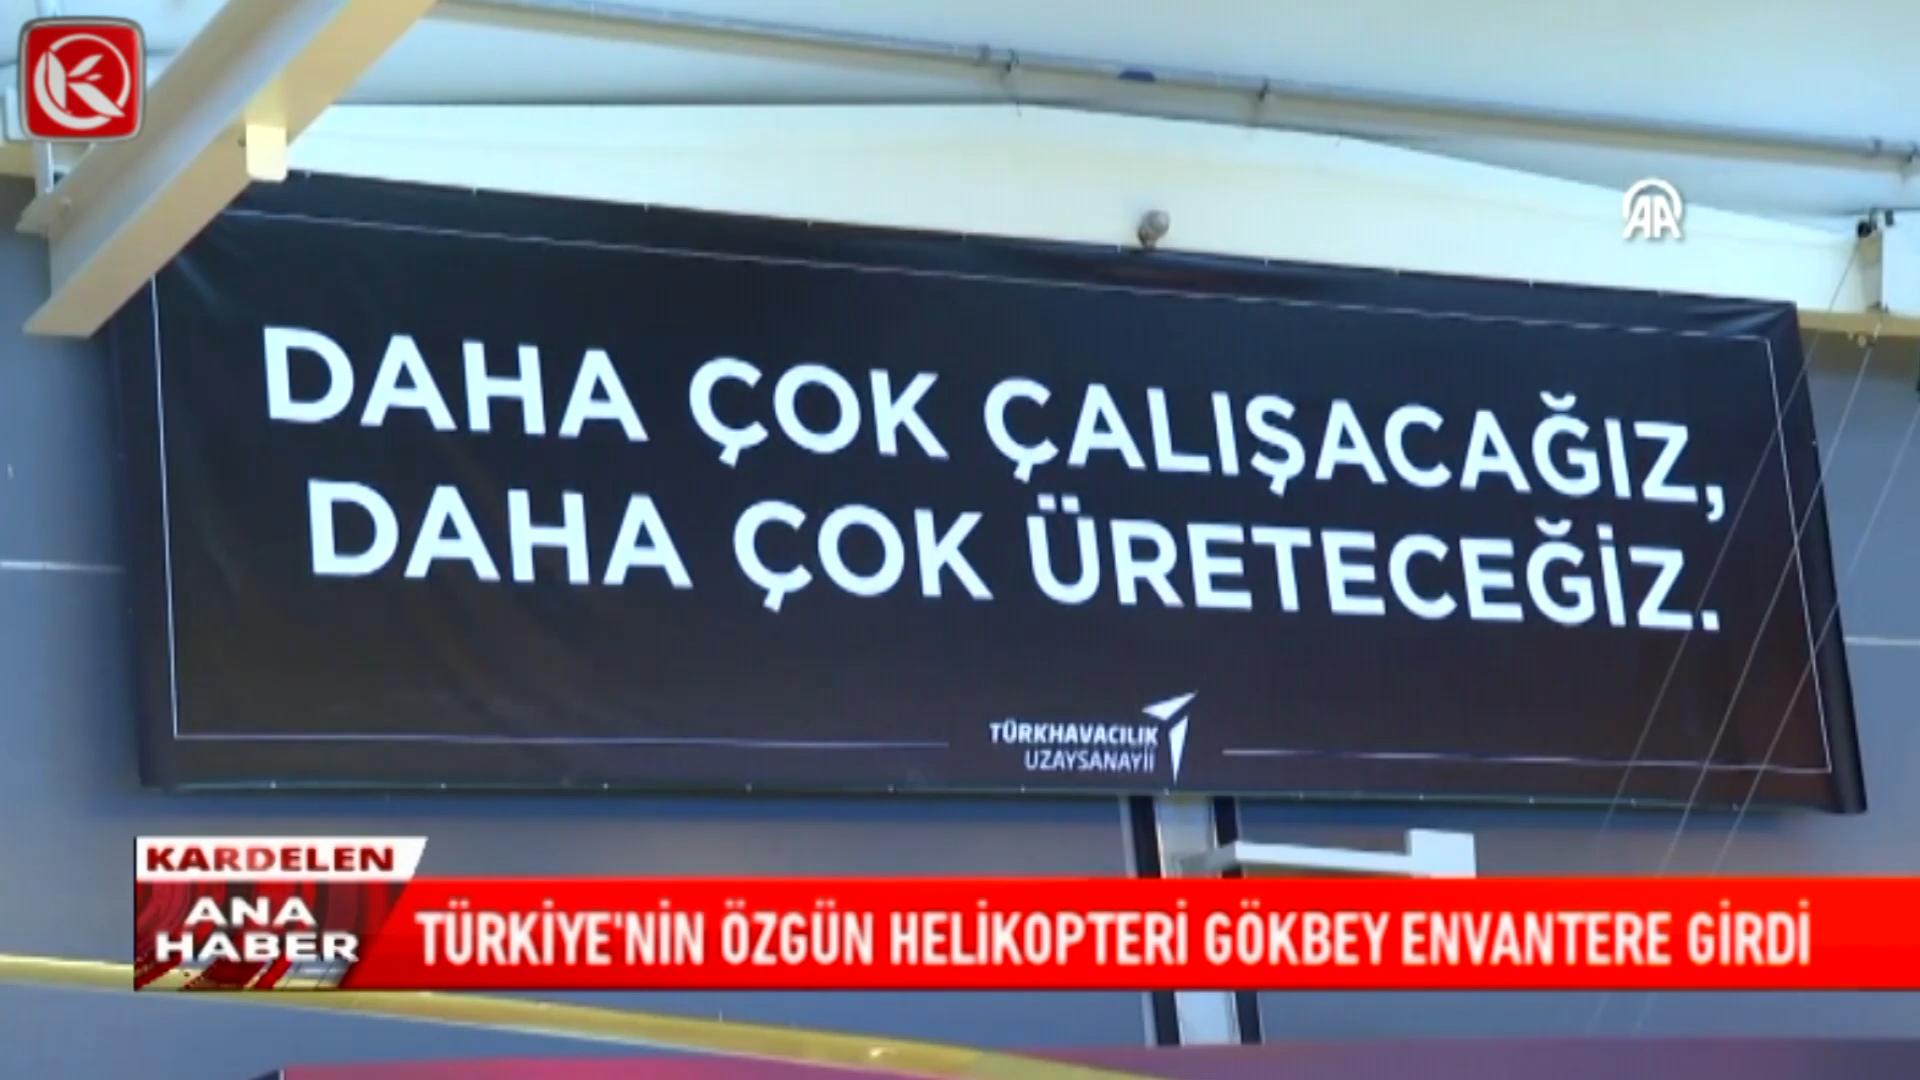 AA
DAHA ÇOK ÇALIŞACAĞIZ,
DAHA ÇOK ÜRETECEĞİZ.
TÜRKHAVACILIK
UZAYSANAYİİ
KARDELEN
ANA
HABER
TÜRKİYE'NİN ÖZGÜN HELİKOPTERİ GÖKBEY ENVANTERE GİRDİ